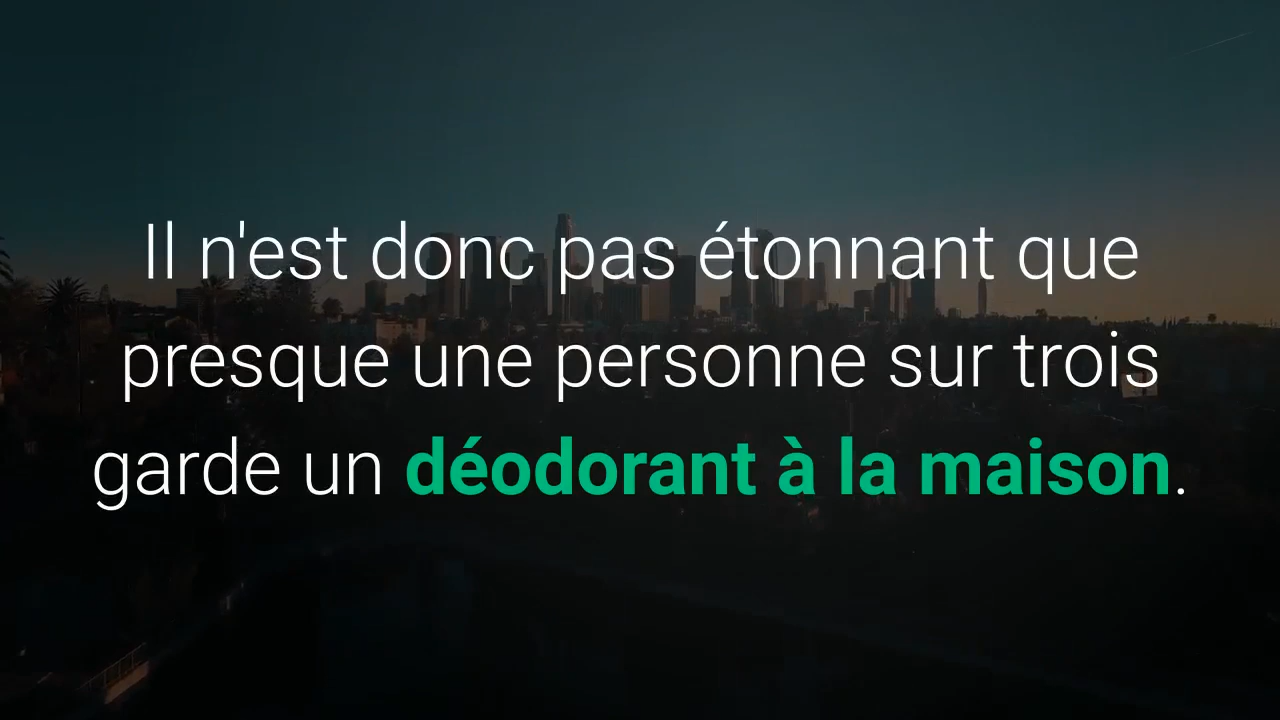 Il n'est donc pas étonnant que
presque une personne sur trois
garde un déodorant à la maison.